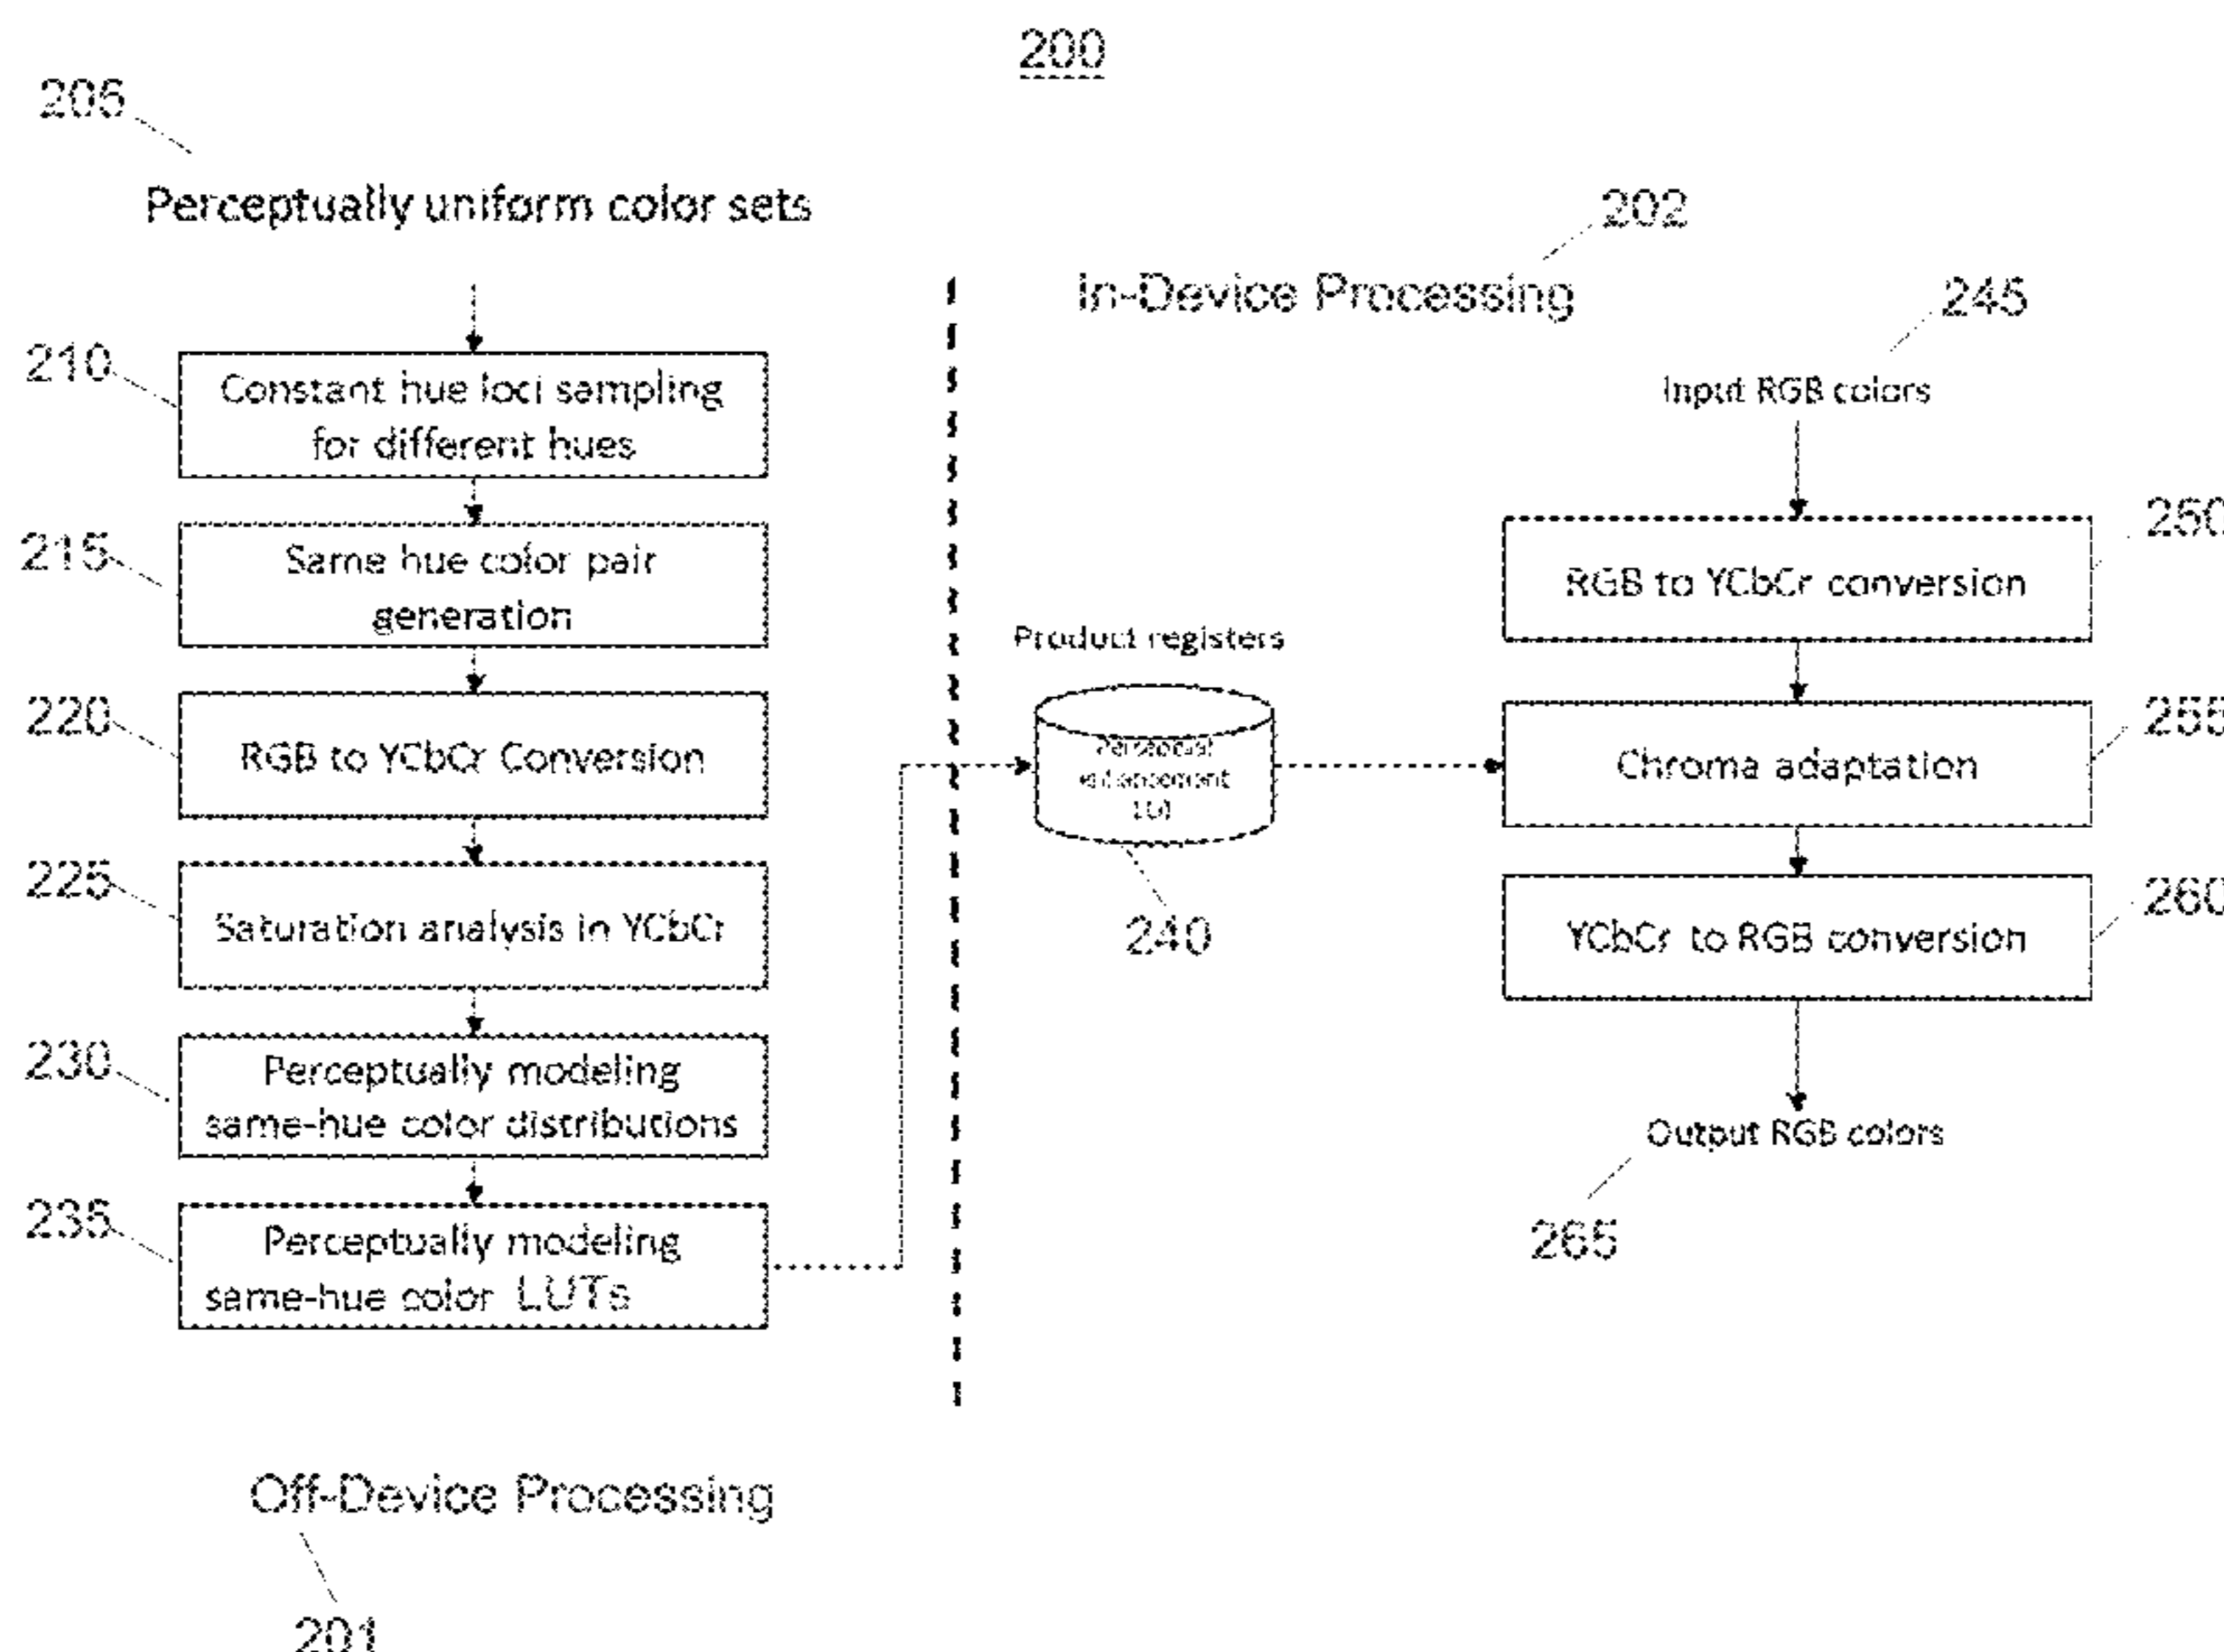 200
205
Perceptually uniform color sets
210
Constant hue loci sampling
for different hues
215
Same hue color pair
generation
220
RGB to YCbCr Conversion
225
Saturation analysis in YCbCr
230
Perceptually modeling
same-hue color distributions
235
Perceptually modeling
same-hue color LUTs
Off-Device Processing
201
202
In-Device Processing
245
Input RGB colors
250
RGB to YCbCr conversion
Product registers
enhancement
240
255
Chroma adaptation
260
YCbCr to RGB conversion
Output RGB colors
265